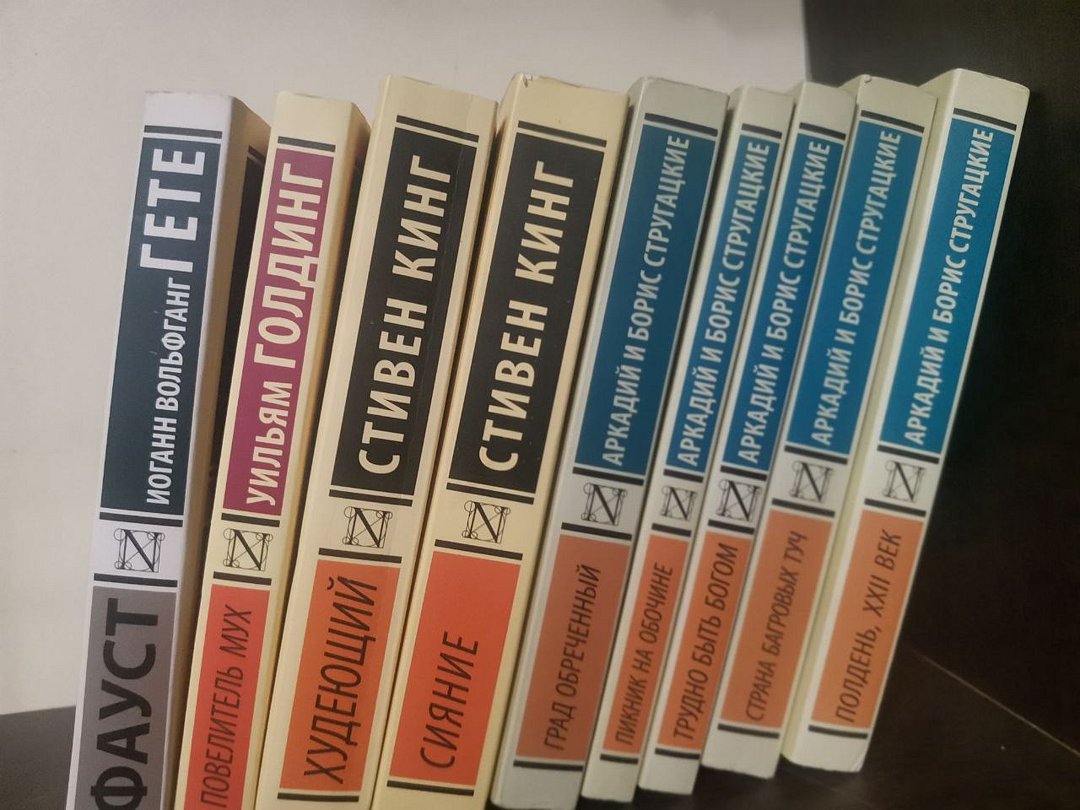 ИОГАНН ВОЛЬФГАНГ ГЕТЕ
ФАУСТ
УИЛЬЯМ ГОЛДИНГ
ПОВЕЛИТЕЛЬ МУХ
СТИВЕН КИНГ
ХУДЕЮЩИЙ
СТИВЕН КИНГ
СИЯНИЕ
АРКАДИЙ И БОРИС СТРУГАЦКИЕ
ГРАД ОБРЕЧЕННЫЙ
АРКАДИЙ И БОРИС СТРУГАЦКИЕ
ПИКНИК НА ОБОЧИНЕ
АРКАДИЙ И БОРИС СТРУГАЦКИЕ
ТРУДНО БЫТЬ БОГОМ
АРКАДИЙ И БОРИС СТРУГАЦКИЕ
СТРАНА БАГРОВЫХ ТУЧ
АРКАДИЙ И БОРИС СТРУГАЦКИЕ
ПОЛДЕНЬ, XXII ВЕК